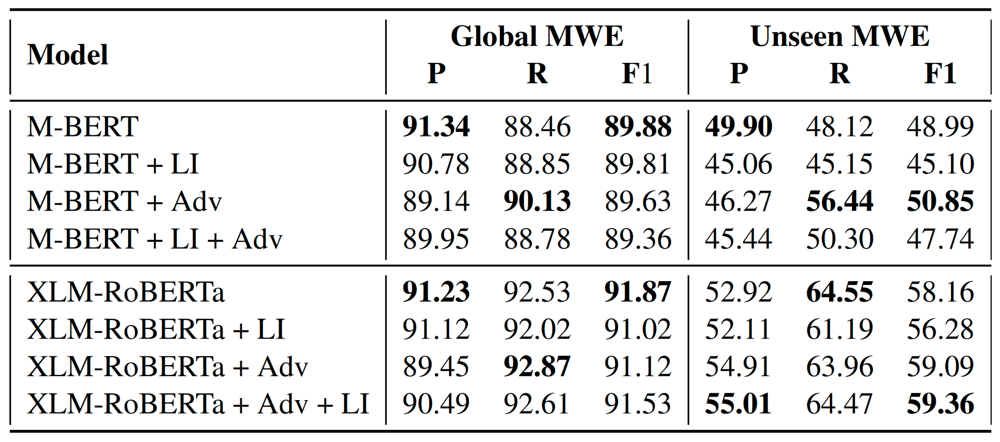 Model Global MWE Unseen MWE
P R F1 P R F1
M-BERT 91.34 88.46 89.88 49.90 48.12 48.99
M-BERT + LI 90.78 88.85 89.81 45.06 45.15 45.10
M-BERT + Adv 89.14 90.13 89.63 46.27 56.44 50.85
M-BERT + LI + Adv 89.95 88.78 89.36 45.44 50.30 47.74
XLM-RoBERTa 91.23 92.53 91.87 52.92 64.55 58.16
XLM-RoBERTa + LI 91.12 92.02 91.02 52.11 61.19 56.28
XLM-RoBERTa + Adv 89.45 92.87 91.12 54.91 63.96 59.09
XLM-RoBERTa + Adv + LI 90.49 92.61 91.53 55.01 64.47 59.36